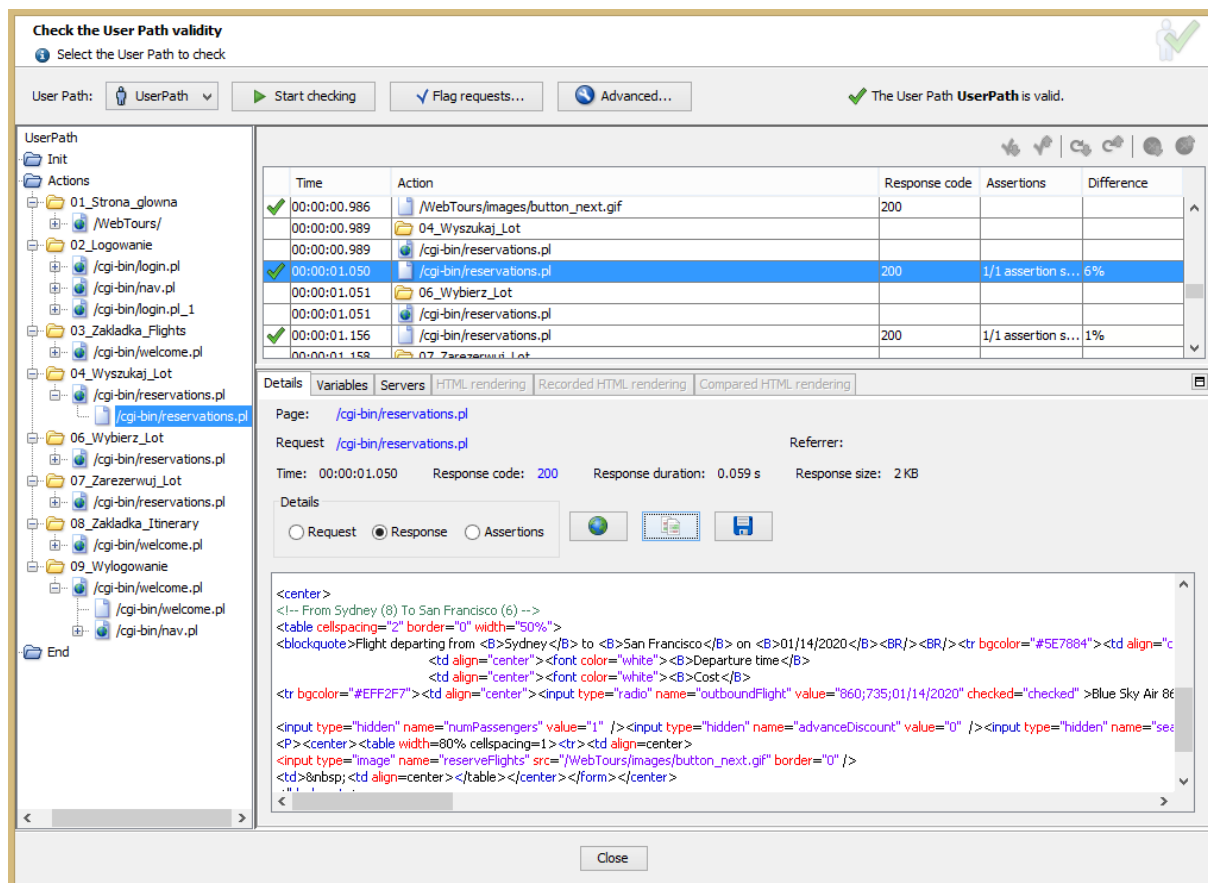 Check the User Path validity
Select the User Path to check
User Path: UserPath Start checking Flag requests... Advanced... The User Path UserPath is valid.
UserPath
Init
Actions
01_Strona_glowna
/WebTours/
02_Logowanie
/cgi-bin/login.pl
/cgi-bin/nav.pl
/cgi-bin/login.pl_1
03_Zakladka_Flights
/cgi-bin/welcome.pl
04_Wyszukaj_Lot
/cgi-bin/reservations.pl
/cgi-bin/reservations.pl
06_Wybierz_Lot
/cgi-bin/reservations.pl
07_Zarezerwuj_Lot
/cgi-bin/reservations.pl
08_Zakladka_Itinerary
/cgi-bin/welcome.pl
09_Wylogowanie
/cgi-bin/welcome.pl
/cgi-bin/welcome.pl
/cgi-bin/nav.pl
End
Time Action Response code Assertions Difference
00:00:00.986 /WebTours/images/button_next.gif 200
00:00:00.989 04_Wyszukaj_Lot
00:00:00.989 /cgi-bin/reservations.pl
00:00:01.050 /cgi-bin/reservations.pl 200 1/1 assertion s... 6%
00:00:01.051 06_Wybierz_Lot
00:00:01.051 /cgi-bin/reservations.pl
00:00:01.156 /cgi-bin/reservations.pl 200 1/1 assertion s... 1%
00:00:01.158 07_Zarezerwuj_Lot
Details Variables Servers HTML rendering Recorded HTML rendering Compared HTML rendering
Page: /cgi-bin/reservations.pl
Request /cgi-bin/reservations.pl Referrer:
Time: 00:00:01.050 Response code: 200 Response duration: 0.059 s Response size: 2 KB
Details
Request Response Assertions
<center>
<!-- From Sydney (8) To San Francisco (6) -->
<table cellspacing="2" border="0" width="50%">
<blockquote>Flight departing from <B>Sydney</B> to <B>San Francisco</B> on <B>01/14/2020</B><BR/><BR/><tr bgcolor="#5E7884"><td align="c
<td align="center"><font color="white"><B>Departure time</B>
<td align="center"><font color="white"><B>Cost</B>
<tr bgcolor="#EFF2F7"><td align="center"><input type="radio" name="outboundFlight" value="860;735;01/14/2020" checked="checked" >Blue Sky Air 86
<input type="hidden" name="numPassengers" value="1" /><input type="hidden" name="advanceDiscount" value="0" /><input type="hidden" name="sea
<P><center><table width=80% cellspacing=1><tr><td align=center>
<input type="image" name="reserveFlights" src="/WebTours/images/button_next.gif" border="0" />
<td>&nbsp;<td align=center></table></center></form></center>
Close